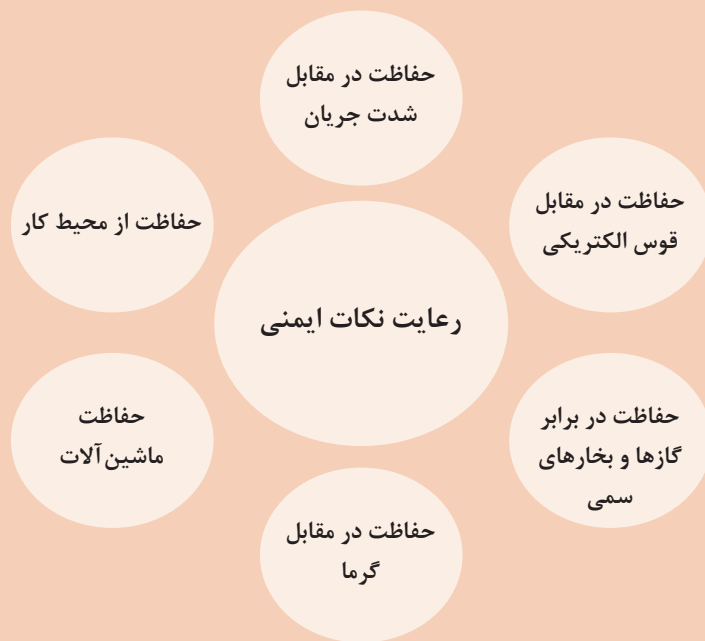 حفاظت در مقابل
شدت جریان
حفاظت در مقابل
قوس الکتریکی
حفاظت از محیط کار
رعایت نکات ایمنی
حفاظت در برابر
گازها و بخارهای
سمی
حفاظت
ماشین‌آلات
حفاظت در مقابل
گرما